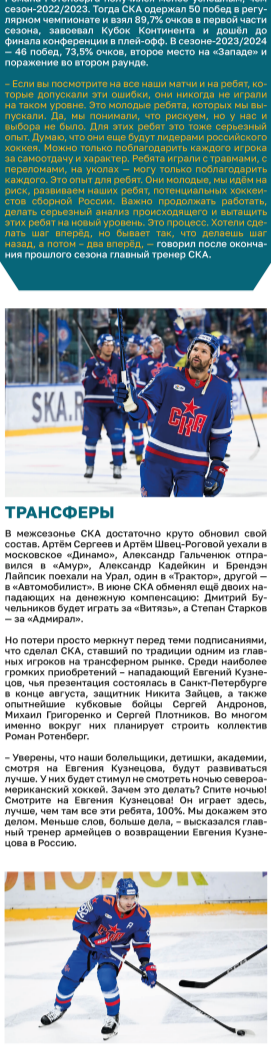 сезон-2022/2023. Тогда СКА одержал 50 побед в регу-
лярном чемпионате и взял 89,7% очков в первой части
сезона, завоевал Кубок Континента и дошёл до
финала конференции в плей-офф. В сезоне-2023/2024
— 46 побед, 73,5% очков, второе место на «Западе» и
поражение во втором раунде.
– Если вы посмотрите на все наши матчи и на ребят, ко-
торые допускали эти ошибки, они никогда не играли
на таком уровне. Это молодые ребята, которых мы вы-
пускали. Да, мы понимали, что рискуем, но у нас и
выбора не было. Для этих ребят это тоже серьезный
опыт. Думаю, что они еще будут лидерами российского
хоккея. Можно только поблагодарить каждого игрока
за самоотдачу и характер. Ребята играли с травмами, с
переломами, на уколах — могу только поблагодарить
каждого. Это опыт для ребят. Они молодые, мы идём на
риск, развиваем наших ребят, потенциальных хоккеи-
стов сборной России. Важно продолжать работать,
делать серьезный анализ происходящего и вытащить
этих ребят на новый уровень. Это процесс. Хотели сде-
лать шаг вперёд, но бывает так, что делаешь шаг
назад, а потом – два вперёд, — говорил после оконча-
ния прошлого сезона главный тренер СКА.
SKA.
СКА
ТРАНСФЕРЫ
В межсезонье СКА достаточно круто обновил свой
состав. Артём Сергеев и Артём Швец-Роговой уехали в
московское «Динамо», Александр Гальченюк отпра-
вился в «Амур», Александр Кадейкин и Брендэн
Лайпсик поехали на Урал, один в «Трактор», другой —
в «Автомобилист». В июне СКА обменял ещё двоих на-
падающих на денежную компенсацию: Дмитрий Бу-
чельников будет играть за «Витязь», а Степан Старков
— за «Адмирал».
Но потери просто меркнут перед теми подписаниями,
что сделал СКА, ставший по традиции одним из глав-
ных игроков на трансферном рынке. Среди наиболее
громких приобретений – нападающий Евгений Кузне-
цов, чья презентация состоялась в Санкт-Петербурге
в конце августа, защитник Никита Зайцев, а также
опытнейшие кубковые бойцы Сергей Андронов,
Михаил Григоренко и Сергей Плотников. Во многом
именно вокруг них планирует строить коллектив
Роман Ротенберг.
– Уверены, что наши болельщики, детишки, академии,
смотря на Евгения Кузнецова, будут развиваться
лучше. У них будет стимул не смотреть ночью североа-
мериканский хоккей. Зачем это делать? Спите ночью!
Смотрите на Евгения Кузнецова! Он играет здесь,
лучше, чем там все эти ребята, 100%. Мы докажем это
делом. Меньше слов, больше дела, – высказался глав-
ный тренер армейцев о возвращении Евгения Кузне-
цова в Россию.